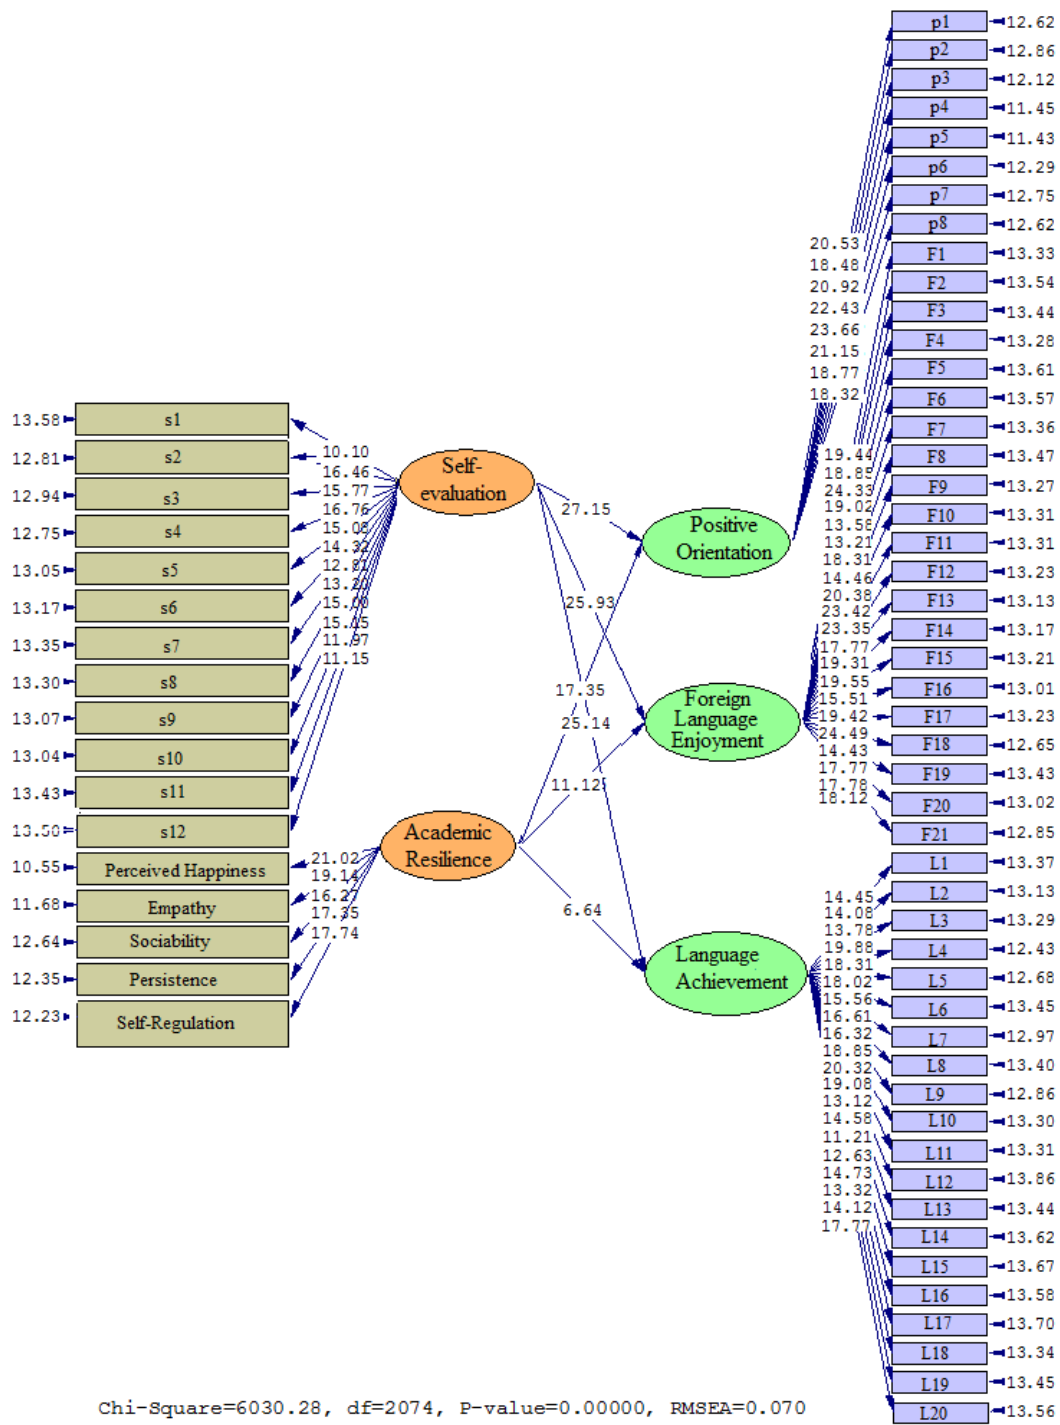 13.58 s1
12.81 s2
12.94 s3
12.75 s4
13.05 s5
13.17 s6
13.35 s7
13.30 s8
13.07 s9
13.04 s10
13.43 s11
13.50 s12
10.55 Perceived Happiness
11.68 Empathy
12.64 Sociability
12.35 Persistence
12.23 Self-Regulation
10.10
16.46
15.77
16.76
15.08
14.32
12.81
13.20
15.00
15.15
11.97
11.15
21.02
19.14
16.27
17.35
17.74
Self-
evaluation
Academic
Resilience
27.15
25.93
17.35
25.14
11.12
6.64
Positive
Orientation
Foreign
Language
Enjoyment
Language
Achievement
20.53
18.48
20.92
22.43
23.66
21.15
18.77
18.32
19.44
18.85
24.33
19.02
13.58
13.21
18.31
14.46
20.38
23.42
23.35
17.77
19.31
19.55
15.51
19.42
24.49
14.43
17.77
17.78
18.12
14.45
14.08
13.78
19.88
18.31
18.02
15.56
16.61
16.32
18.85
20.32
19.08
13.12
14.58
11.21
12.63
14.73
13.32
14.12
17.77
p1 12.62
p2 12.86
p3 12.12
p4 11.45
p5 11.43
p6 12.29
p7 12.75
p8 12.62
F1 13.33
F2 13.54
F3 13.44
F4 13.28
F5 13.61
F6 13.57
F7 13.36
F8 13.47
F9 13.27
F10 13.31
F11 13.31
F12 13.23
F13 13.13
F14 13.17
F15 13.21
F16 13.01
F17 13.23
F18 12.65
F19 13.43
F20 13.02
F21 12.85
L1 13.37
L2 13.13
L3 13.29
L4 12.43
L5 12.68
L6 13.45
L7 12.97
L8 13.40
L9 12.86
L10 13.30
L11 13.31
L12 13.86
L13 13.44
L14 13.62
L15 13.67
L16 13.58
L17 13.70
L18 13.34
L19 13.45
L20 13.56
Chi-Square=6030.28, df=2074, P-value=0.00000, RMSEA=0.070